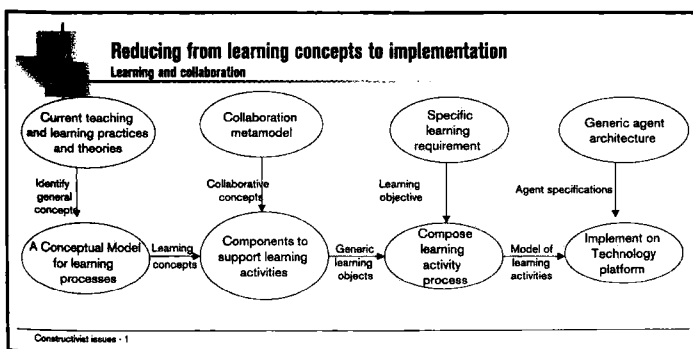 Reducing from learning concepts to implementation
Learning and collaboration
Current teaching
and learning practices
and theories
Collaboration
metamodel
Specific
learning
requirement
Generic agent
architecture
Identify
general
concepts
Collaborative
concepts
Learning
objective
Agent specifications
A Conceptual Model
for learning
processes
Learning
concepts
Components to
support learning
activities
Generic
learning
objects
Compose
learning
activity
process
Model of
learning
activities
Implement on
Technology
platform
Constructivist issues - 1